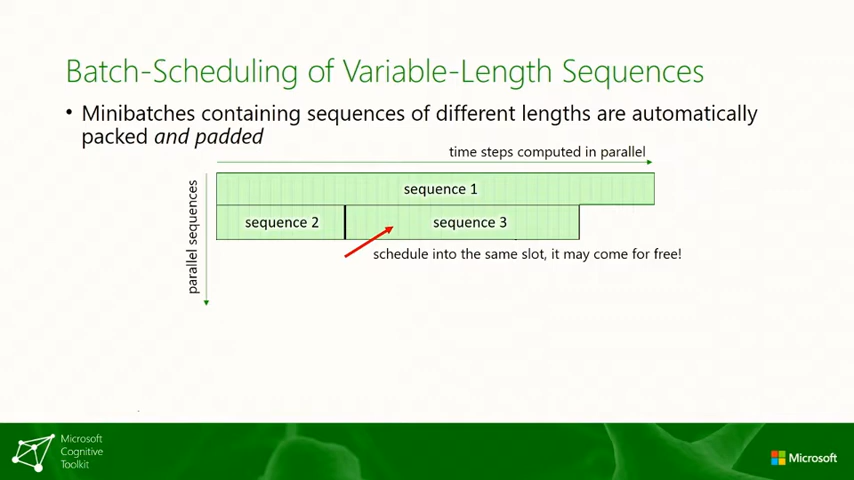 Batch-Scheduling of Variable-Length Sequences
• Minibatches containing sequences of different lengths are automatically
packed and padded
time steps computed in parallel
parallel sequences
sequence 1
sequence 2
sequence 3
schedule into the same slot, it may come for free!
Microsoft
Cognitive
Toolkit
Microsoft